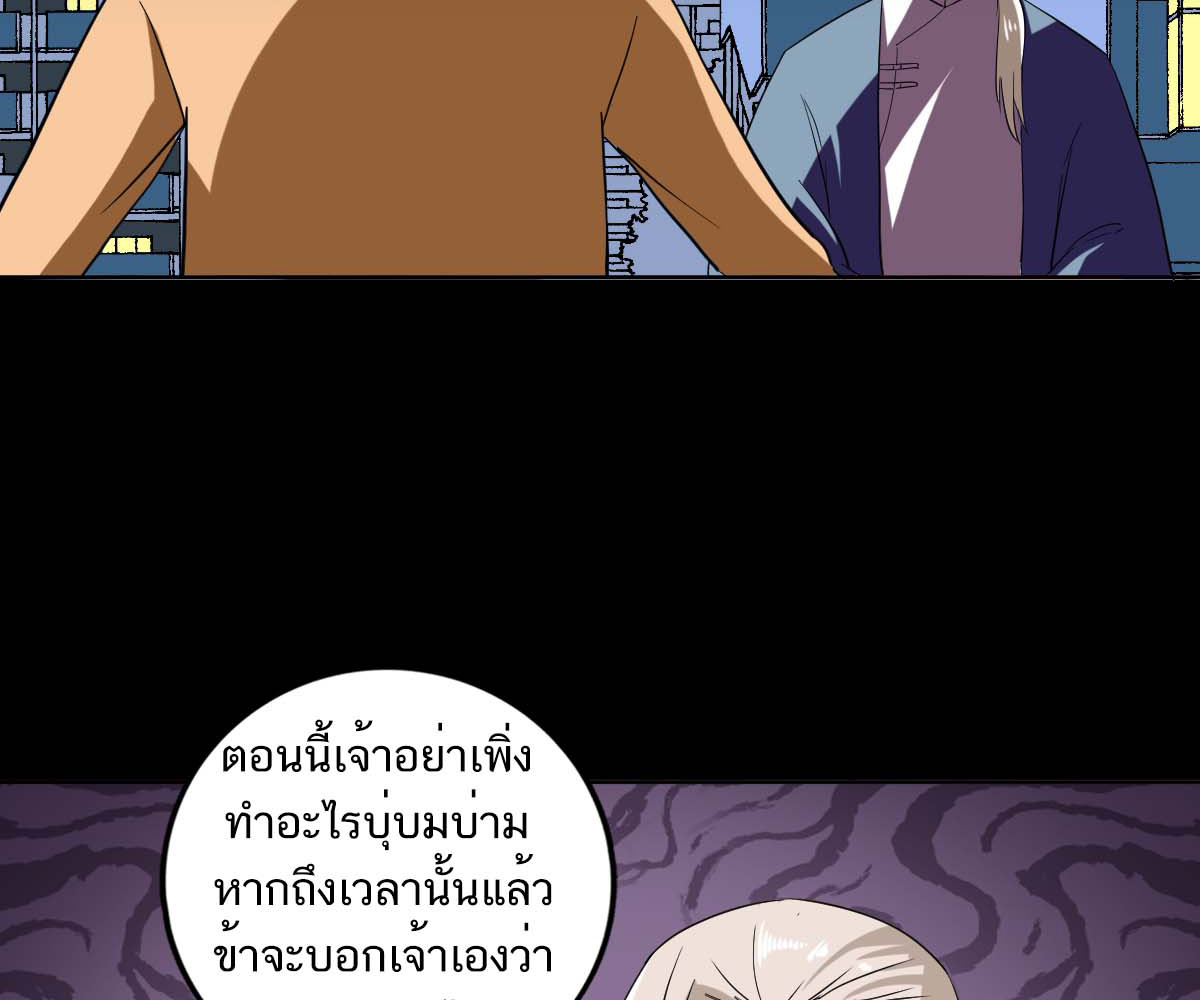 ตอนนี้เจ้าอย่าเพิ่ง
ทำอะไรบุ่มบ่าม
หากถึงเวลานั้นแล้ว
ข้าจะบอกเจ้าเองว่า